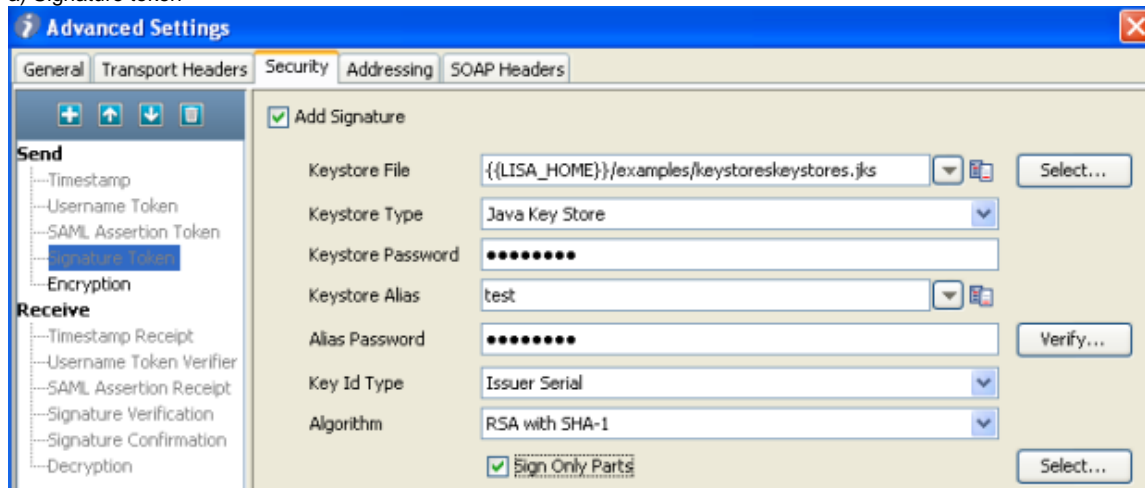 a) Signature token
Advanced Settings
General Transport Headers Security Addressing SOAP Headers
Add Signature
Send
Timestamp
Username Token
SAML Assertion Token
Signature Token
Encryption
Receive
Timestamp Receipt
Username Token Verifier
SAML Assertion Receipt
Signature Verification
Signature Confirmation
Decryption
Keystore File {{LISA_HOME}}/examples/keystoreskeystores.jks Select...
Keystore Type Java Key Store
Keystore Password ●●●●●●●●
Keystore Alias test
Alias Password ●●●●●●●● Verify...
Key Id Type Issuer Serial
Algorithm RSA with SHA-1
Sign Only Parts Select...